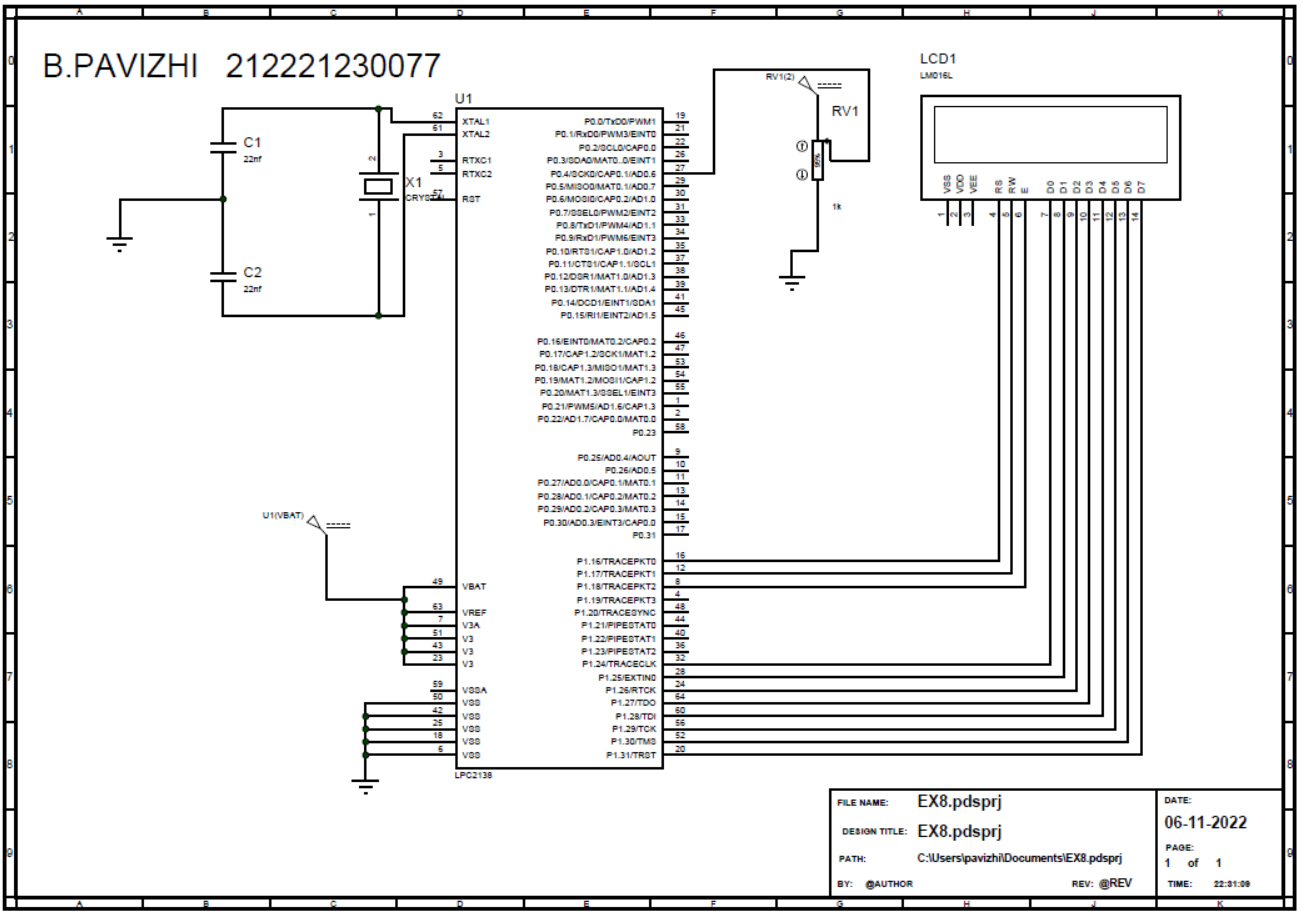 A B C D E F G H J K
B.PAVIZHI 212221230077
LCD1
LM016L
RV1(2)
RV1
U1
C1
22nf
X1
CRYSTAL
C2
22nf
1k
VSS VDD VEE RS RW E D0 D1 D2 D3 D4 D5 D6 D7
1 2 3 4 5 6 7 8 9 10 11 12 13 14
62 XTAL1
61 XTAL2
3 RTXC1
5 RTXC2
57 RST
U1(VBAT)
49 VBAT
63 VREF
7 V3A
51 V3
43 V3
23 V3
59 VSSA
50 VSS
42 VSS
25 VSS
18 VSS
6 VSS
P0.0/TxD0/PWM1 19
P0.1/RxD0/PWM3/EINT0 21
P0.2/SCL0/CAP0.0 22
P0.3/SDA0/MAT0..0/EINT1 26
P0.4/SCK0/CAP0.1/AD0.6 27
P0.5/MISO0/MAT0.1/AD0.7 29
P0.6/MOSI0/CAP0.2/AD1.0 30
P0.7/SSEL0/PWM2/EINT2 31
P0.8/TxD1/PWM4/AD1.1 33
P0.9/RxD1/PWM6/EINT3 34
P0.10/RTS1/CAP1.0/AD1.2 35
P0.11/CTS1/CAP1.1/SCL1 37
P0.12/DSR1/MAT1.0/AD1.3 38
P0.13/DTR1/MAT1.1/AD1.4 39
P0.14/DCD1/EINT1/SDA1 41
P0.15/RI1/EINT2/AD1.5 45
P0.16/EINT0/MAT0.2/CAP0.2 46
P0.17/CAP1.2/SCK1/MAT1.2 47
P0.18/CAP1.3/MISO1/MAT1.3 53
P0.19/MAT1.2/MOSI1/CAP1.2 54
P0.20/MAT1.3/SSEL1/EINT3 55
P0.21/PWM5/AD1.6/CAP1.3 1
P0.22/AD1.7/CAP0.0/MAT0.0 2
P0.23 58
P0.25/AD0.4/AOUT 9
P0.26/AD0.5 10
P0.27/AD0.0/CAP0.1/MAT0.1 11
P0.28/AD0.1/CAP0.2/MAT0.2 13
P0.29/AD0.2/CAP0.3/MAT0.3 14
P0.30/AD0.3/EINT3/CAP0.0 15
P0.31 17
P1.16/TRACEPKT0 16
P1.17/TRACEPKT1 12
P1.18/TRACEPKT2 8
P1.19/TRACEPKT3 4
P1.20/TRACESYNC 48
P1.21/PIPESTAT0 44
P1.22/PIPESTAT1 40
P1.23/PIPESTAT2 36
P1.24/TRACECLK 32
P1.25/EXTIN0 28
P1.26/RTCK 24
P1.27/TDO 64
P1.28/TDI 60
P1.29/TCK 56
P1.30/TMS 52
P1.31/TRST 20
LPC2138
FILE NAME: EX8.pdsprj
DESIGN TITLE: EX8.pdsprj
PATH: C:\Users\pavizhi\Documents\EX8.pdsprj
BY: @AUTHOR REV: @REV
DATE:
06-11-2022
PAGE:
1 of 1
TIME: 22:31:09
A B C D E F G H J K